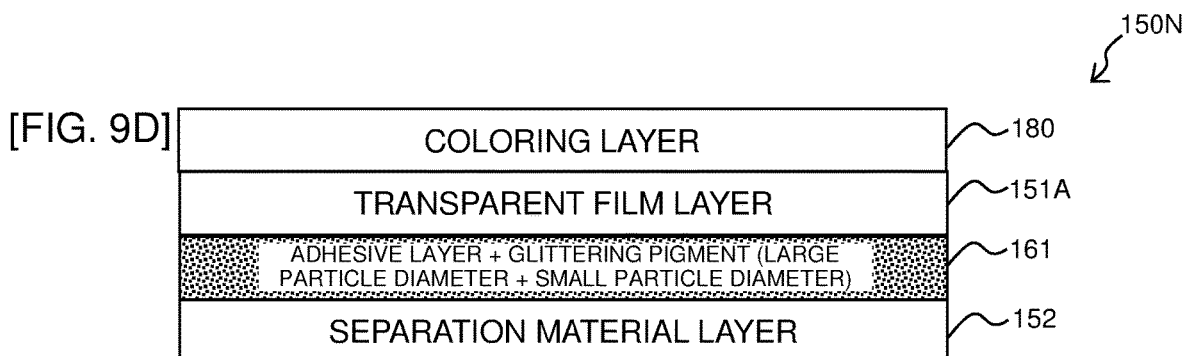 150N
[FIG. 9D]
COLORING LAYER
180
TRANSPARENT FILM LAYER
151A
ADHESIVE LAYER + GLITTERING PIGMENT (LARGE
PARTICLE DIAMETER + SMALL PARTICLE DIAMETER)
161
SEPARATION MATERIAL LAYER
152